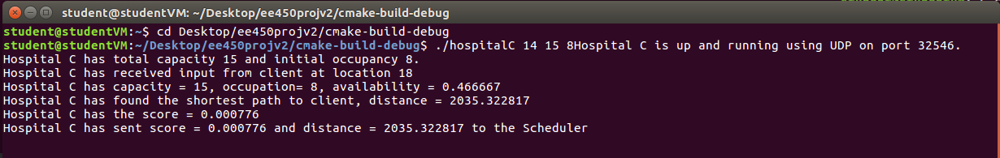 student@studentVM: ~/Desktop/ee450projv2/cmake-build-debug
student@studentVM:~$ cd Desktop/ee450projv2/cmake-build-debug
student@studentVM:~/Desktop/ee450projv2/cmake-build-debug$ ./hospitalC 14 15 8Hospital C is up and running using UDP on port 32546.
Hospital C has total capacity 15 and initial occupancy 8.
Hospital C has received input from client at location 18
Hospital C has capacity = 15, occupation= 8, availability = 0.466667
Hospital C has found the shortest path to client, distance = 2035.322817
Hospital C has the score = 0.000776
Hospital C has sent score = 0.000776 and distance = 2035.322817 to the Scheduler